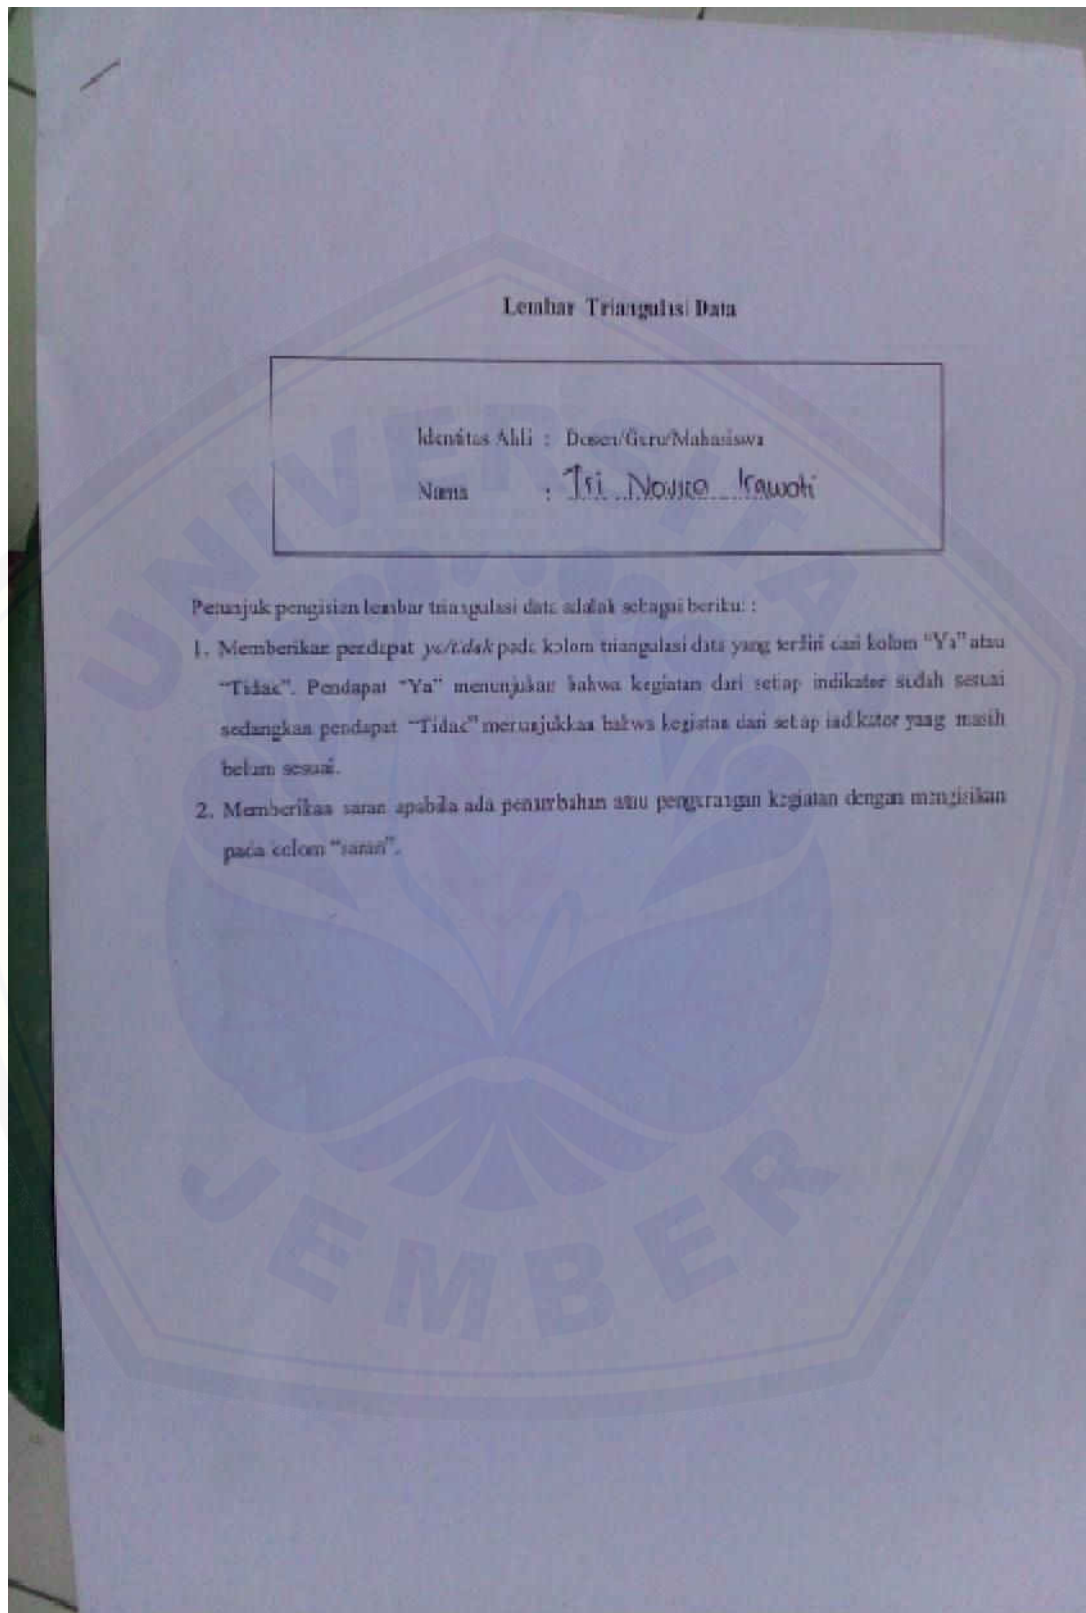 Lembar Triangulasi Data
Identitas Ahli : Dosen/Guru/Mahasiswa
Nama : Tri Novita Irawati
Petunjuk pengisian lembar triangulasi data adalah sebagai berikut :
1. Memberikan pendapat ya/tidak pada kolom triangulasi data yang terdiri dari kolom “Ya” atau
“Tidak”. Pendapat “Ya” menunjukan bahwa kegiatan dari setiap indikator sudah sesuai
sedangkan pendapat “Tidak” menunjukkan bahwa kegiatan dari setiap indikator yang masih
belum sesuai.
2. Memberikan saran apabila ada penambahan atau pengurangan kegiatan dengan mengisikan
pada kolom “saran”.
UNIVERSITAS
JEMBER